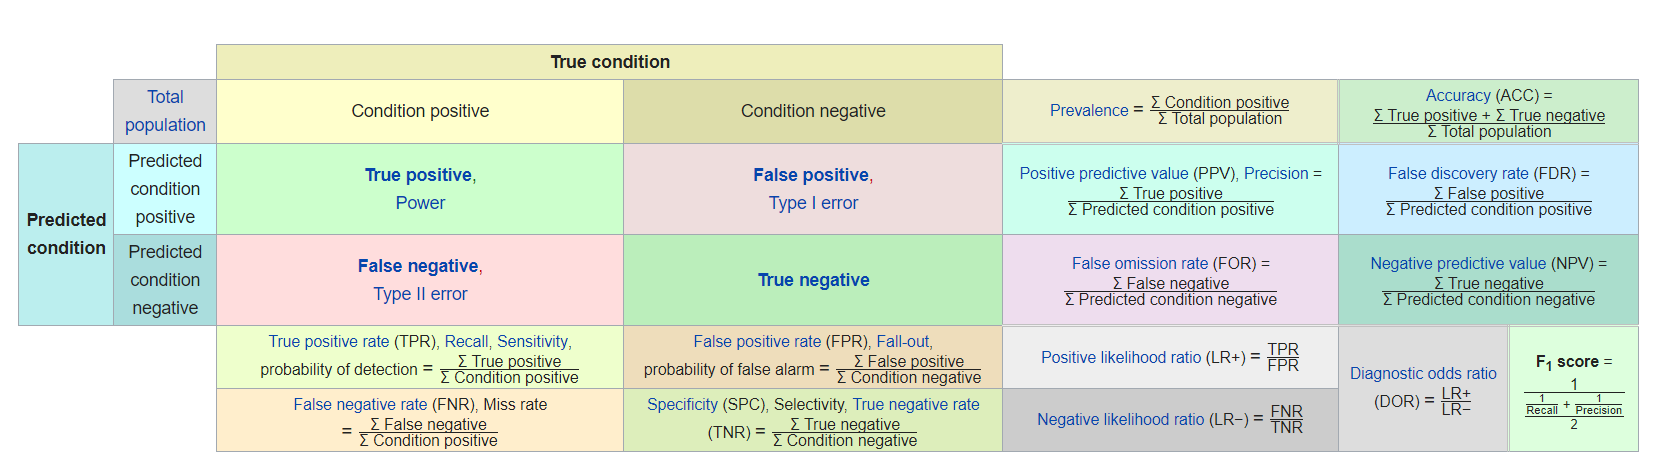 True condition
Total
population
Condition positive
Condition negative
Prevalence = Σ Condition positive / Σ Total population
Accuracy (ACC) =
Σ True positive + Σ True negative / Σ Total population
Predicted
condition
Predicted
condition
positive
True positive,
Power
False positive,
Type I error
Positive predictive value (PPV), Precision =
Σ True positive / Σ Predicted condition positive
False discovery rate (FDR) =
Σ False positive / Σ Predicted condition positive
Predicted
condition
negative
False negative,
Type II error
True negative
False omission rate (FOR) =
Σ False negative / Σ Predicted condition negative
Negative predictive value (NPV) =
Σ True negative / Σ Predicted condition negative
True positive rate (TPR), Recall, Sensitivity,
probability of detection = Σ True positive / Σ Condition positive
False positive rate (FPR), Fall-out,
probability of false alarm = Σ False positive / Σ Condition negative
Positive likelihood ratio (LR+) = TPR / FPR
Diagnostic odds ratio
(DOR) = LR+ / LR−
F1 score =
1 / ((1 / Recall + 1 / Precision) / 2)
False negative rate (FNR), Miss rate
= Σ False negative / Σ Condition positive
Specificity (SPC), Selectivity, True negative rate
(TNR) = Σ True negative / Σ Condition negative
Negative likelihood ratio (LR−) = FNR / TNR